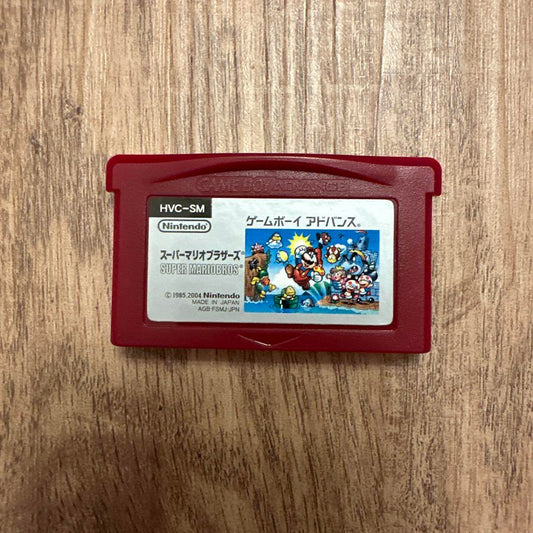 GAME BOY ADVANCE
HVC-SM
Nintendo®
ゲームボーイ アドバンス®
スーパーマリオブラザーズ®
SUPER MARIOBROS®
© 1985,2004 Nintendo
MADE IN JAPAN
AGB-FSMJ-JPN